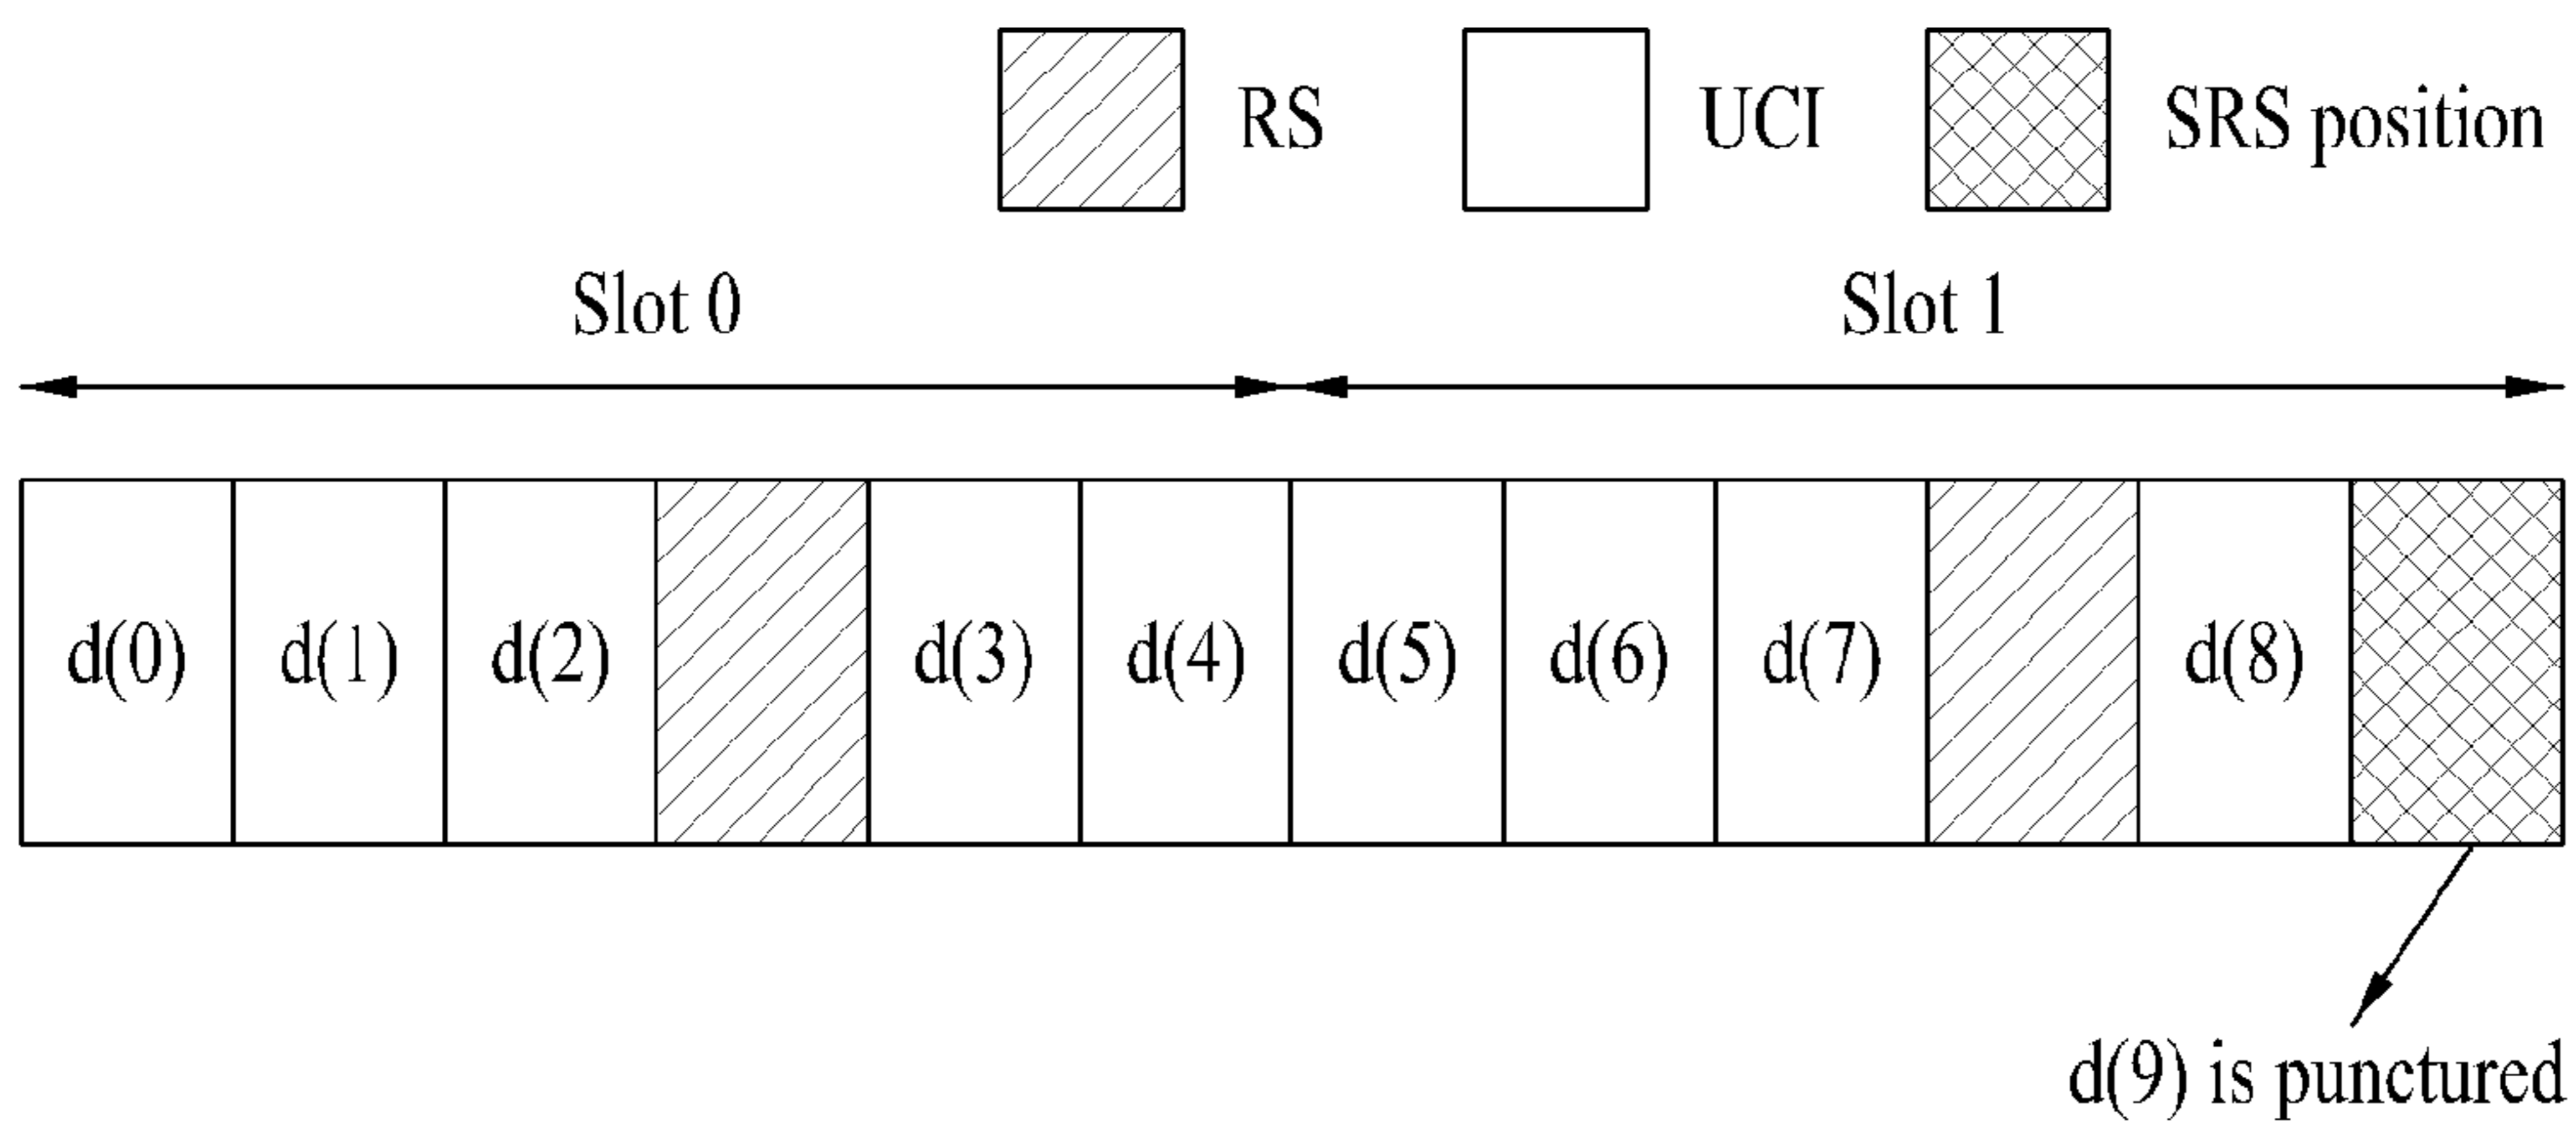 RS UCI SRS position
Slot 0 Slot 1
d(0) d(1) d(2) d(3) d(4) d(5) d(6) d(7) d(8)
d(9) is punctured